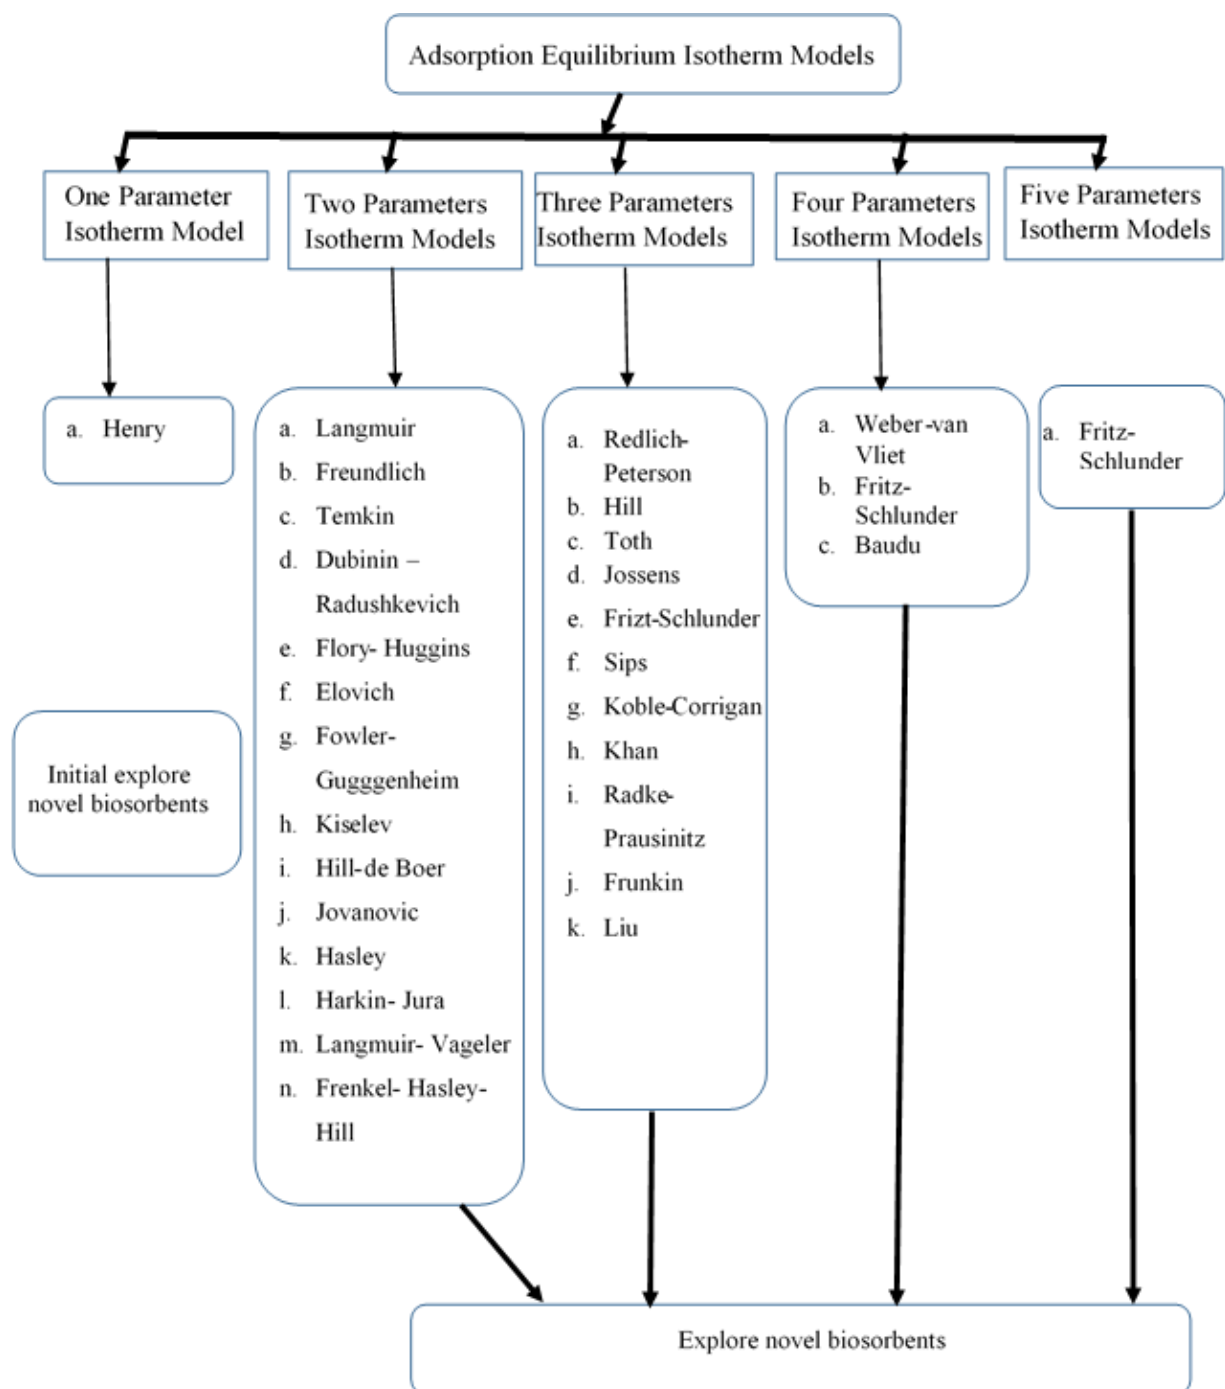 Adsorption Equilibrium Isotherm Models
One Parameter
Isotherm Model
Two Parameters
Isotherm Models
Three Parameters
Isotherm Models
Four Parameters
Isotherm Models
Five Parameters
Isotherm Models
a. Henry
a. Langmuir
b. Freundlich
c. Temkin
d. Dubinin –
Radushkevich
e. Flory- Huggins
f. Elovich
g. Fowler-
Gugggenheim
h. Kiselev
i. Hill-de Boer
j. Jovanovic
k. Hasley
l. Harkin- Jura
m. Langmuir- Vageler
n. Frenkel- Hasley-
Hill
a. Redlich-
Peterson
b. Hill
c. Toth
d. Jossens
e. Frizt-Schlunder
f. Sips
g. Koble-Corrigan
h. Khan
i. Radke-
Prausinitz
j. Frunkin
k. Liu
a. Weber-van
Vliet
b. Fritz-
Schlunder
c. Baudu
a. Fritz-
Schlunder
Initial explore
novel biosorbents
Explore novel biosorbents